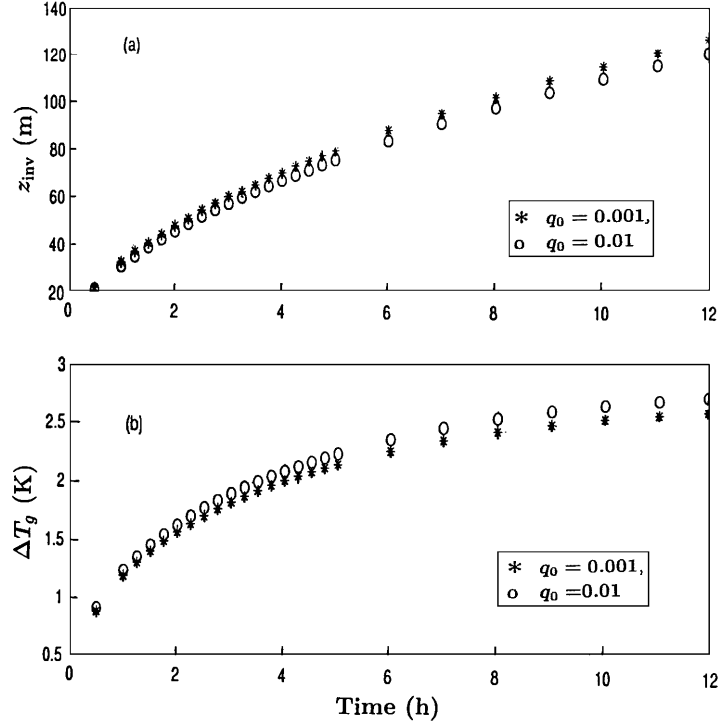 140
120
100
80
60
40
20
z_inv (m)
(a)
* q₀ = 0.001,
o q₀ = 0.01
0 2 4 6 8 10 12
3
2.5
2
1.5
1
0.5
ΔT_g (K)
(b)
* q₀ = 0.001,
o q₀ =0.01
0 2 4 6 8 10 12
Time (h)